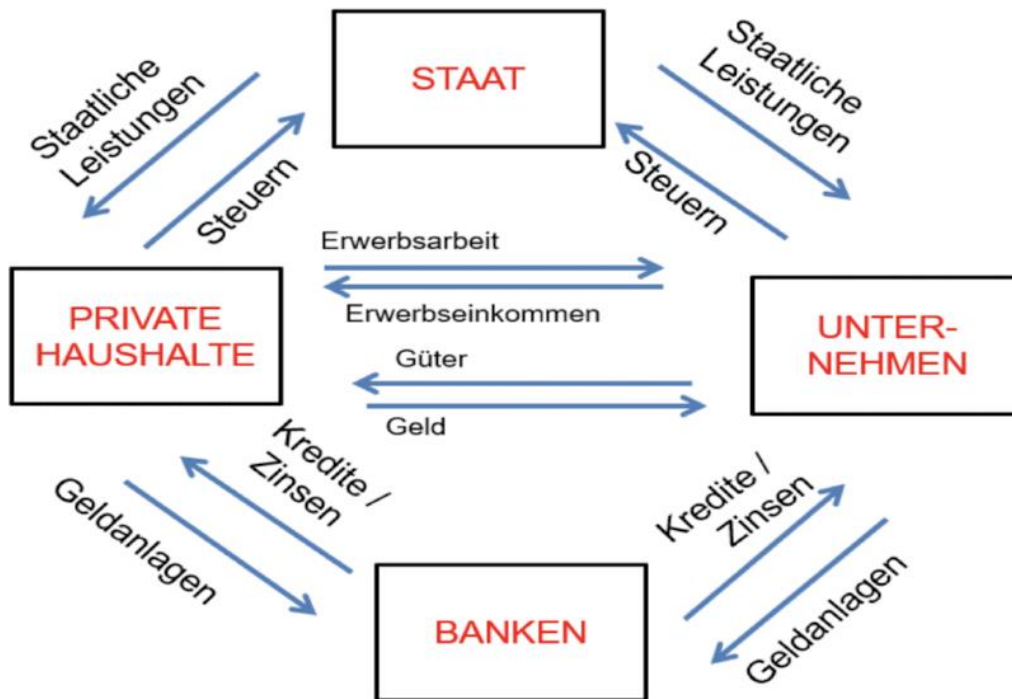 STAAT
Staatliche
Leistungen
Steuern
Staatliche
Leistungen
Steuern
Erwerbsarbeit
Erwerbseinkommen
PRIVATE
HAUSHALTE
UNTER-
NEHMEN
Güter
Geld
Kredite /
Zinsen
Geldanlagen
Kredite /
Zinsen
Geldanlagen
BANKEN